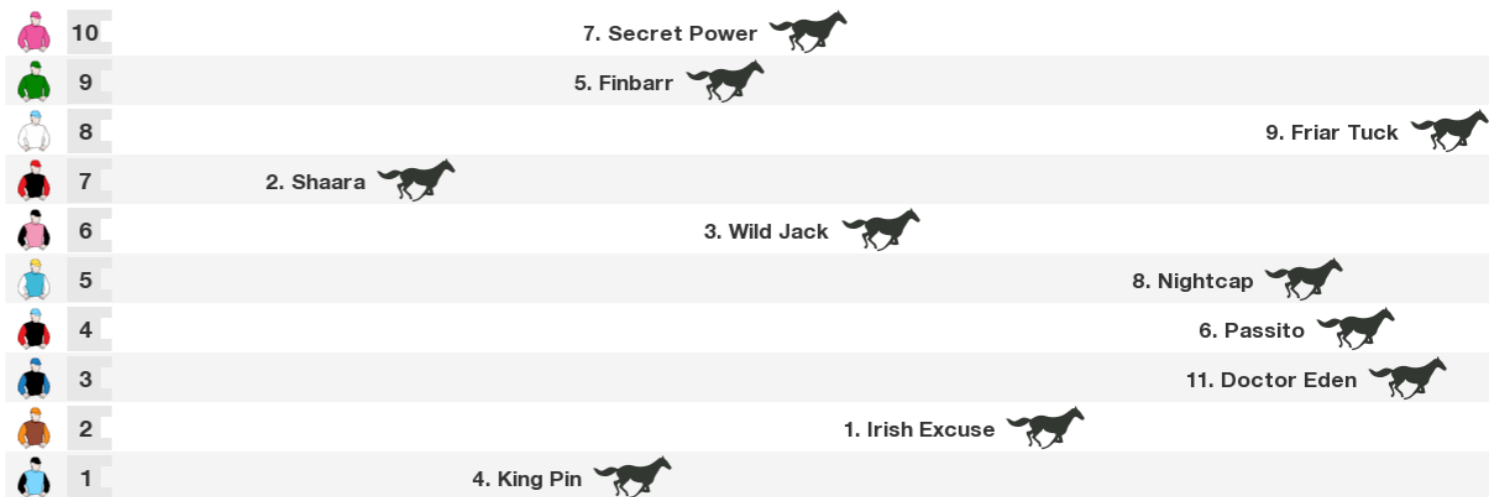 10 7. Secret Power
9 5. Finbarr
8 9. Friar Tuck
7 2. Shaara
6 3. Wild Jack
5 8. Nightcap
4 6. Passito
3 11. Doctor Eden
2 1. Irish Excuse
1 4. King Pin